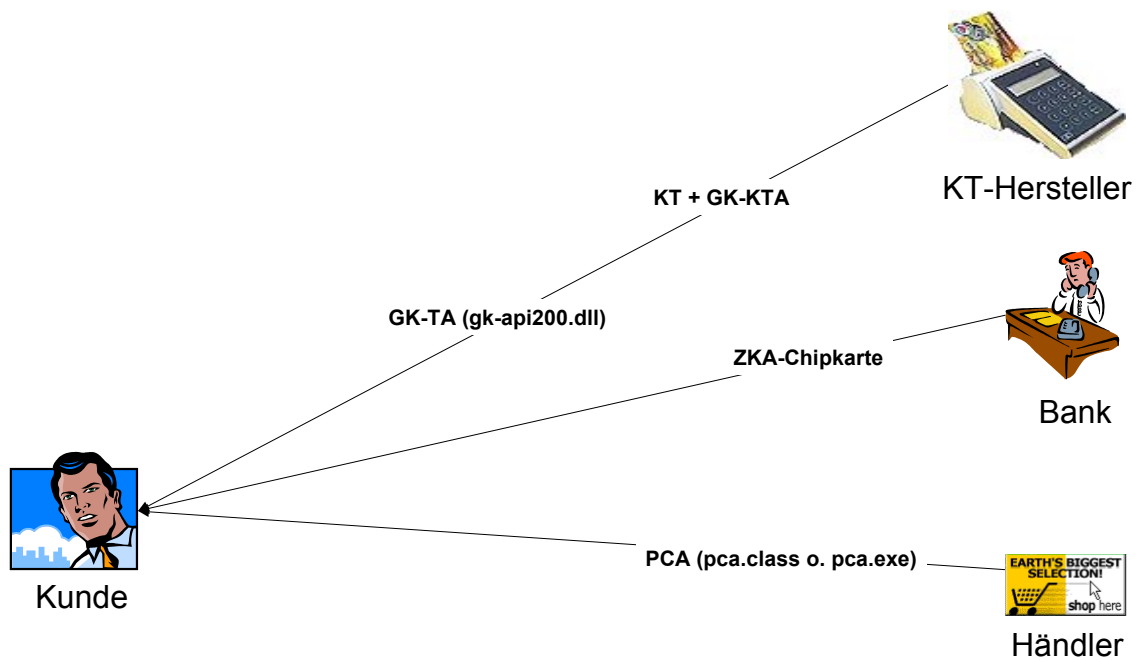 KT-Hersteller
KT + GK-KTA
GK-TA (gk-api200.dll)
ZKA-Chipkarte
Bank
PCA (pca.class o. pca.exe)
EARTH'S BIGGEST
SELECTION!
shop here
Kunde
Händler